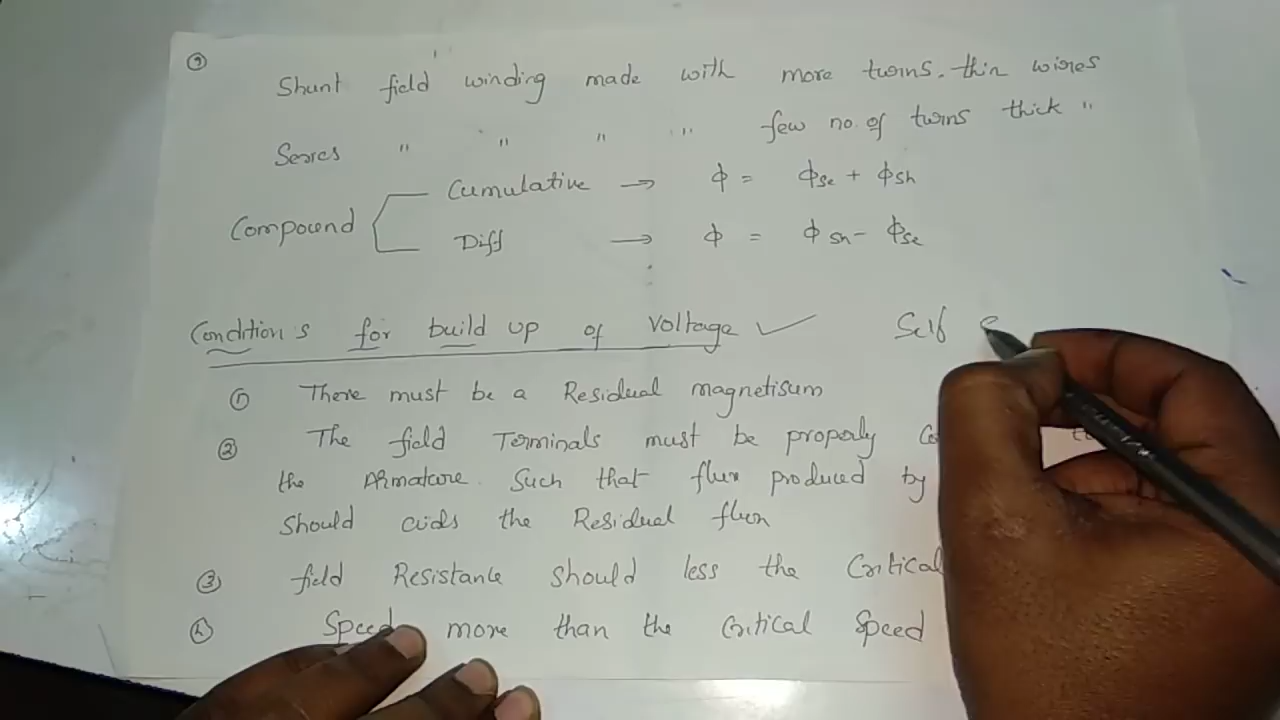 ⑨
Shunt field winding made with more turns. thin wires
Series " " " " few no. of turns thick "
Compound
Cumulative → Φ = Φse + Φsh
Diff → Φ = Φsh - Φse
Conditions for build up of Voltage ✓ Self
① There must be a Residual magnetisum
② The field Terminals must be properly
the Armature. Such that flux produced by
Should aids the Residual flux
③ field Resistance should less the Critical
④ Speed more than the Critical Speed